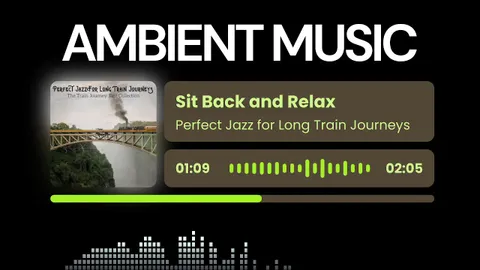 AMBIENT MUSIC
PERFECT JAZZ FOR LONG TRAIN JOURNEYS
The Train Journey Jazz Collection
Sit Back and Relax
Perfect Jazz for Long Train Journeys
01:09
02:05